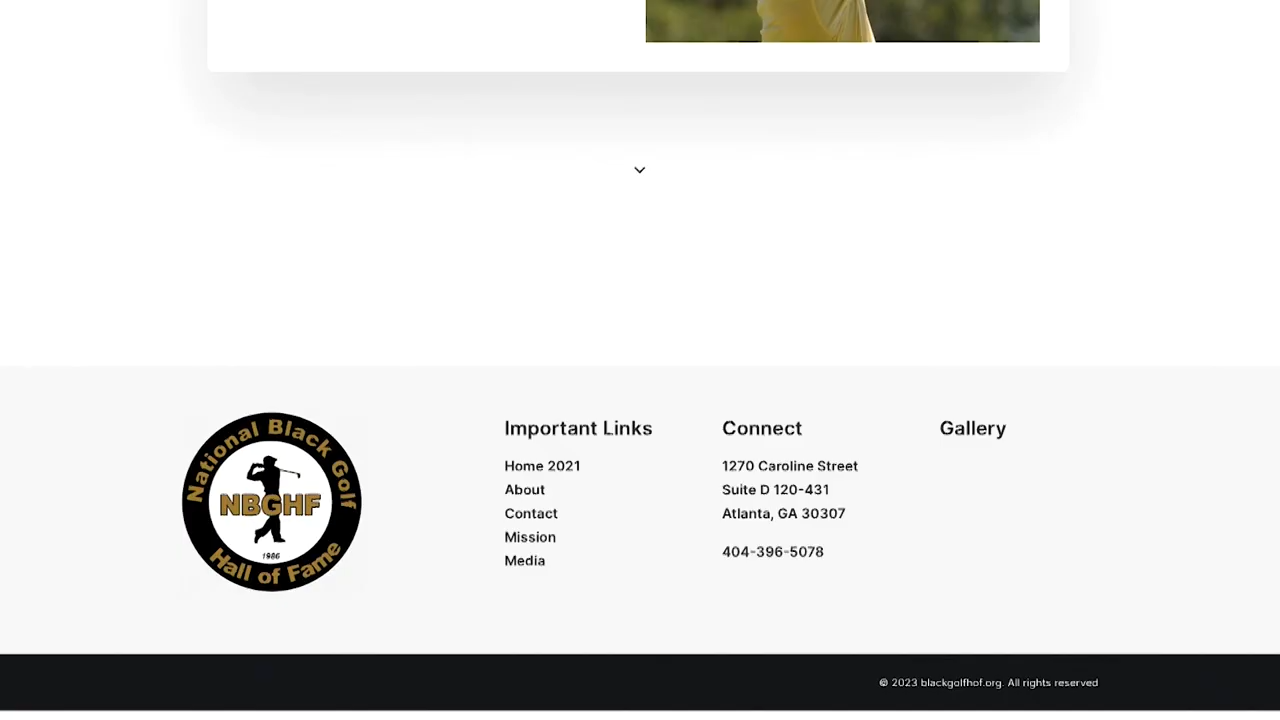 National Black Golf
NBGHF
1986
Hall of Fame
Important Links
Home 2021
About
Contact
Mission
Media
Connect
1270 Caroline Street
Suite D 120-431
Atlanta, GA 30307
404-396-5078
Gallery
© 2023 blackgolfhof.org. All rights reserved